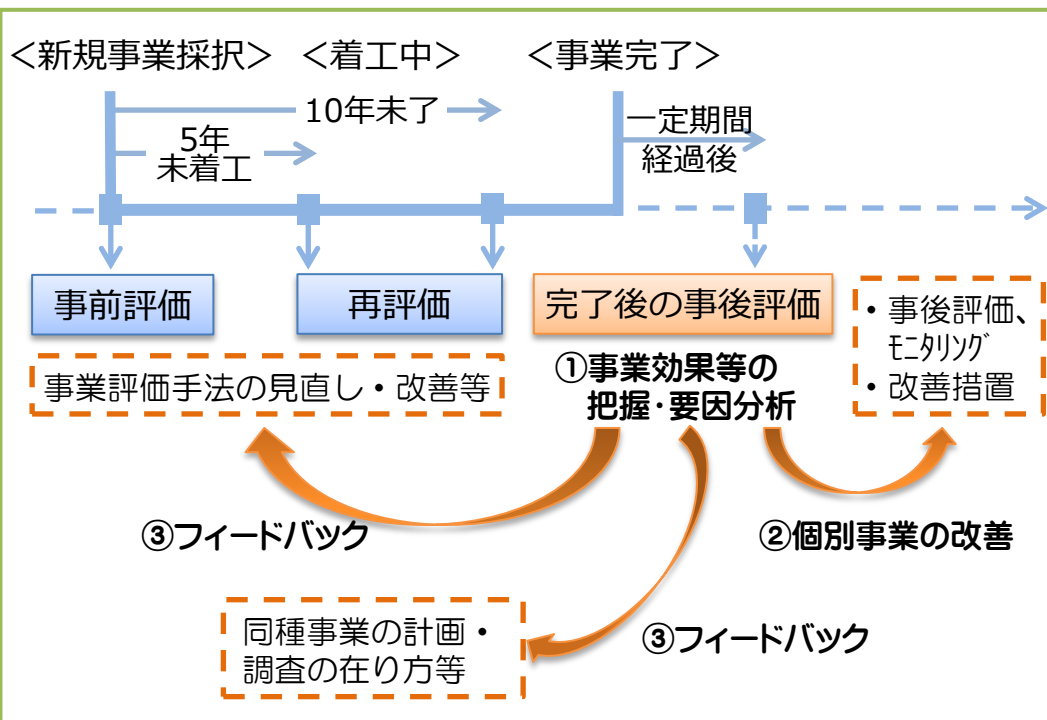 ＜新規事業採択＞ ＜着工中＞ ＜事業完了＞
10年未了
5年
未着工
一定期間
経過後
事前評価
再評価
完了後の事後評価
・事後評価、
ﾓﾆﾀﾘﾝｸﾞ
・改善措置
事業評価手法の見直し・改善等
①事業効果等の
把握･要因分析
③フィードバック
②個別事業の改善
同種事業の計画・
調査の在り方等
③フィードバック